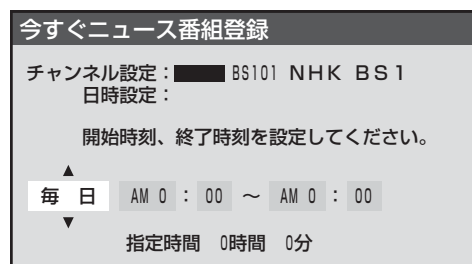 今すぐニュース番組登録
チャンネル設定： BS101 NHK BS1
日時設定：
開始時刻、終了時刻を設定してください。
▲
毎 日 AM 0 : 00 ～ AM 0 : 00
▼
指定時間 0時間 0分